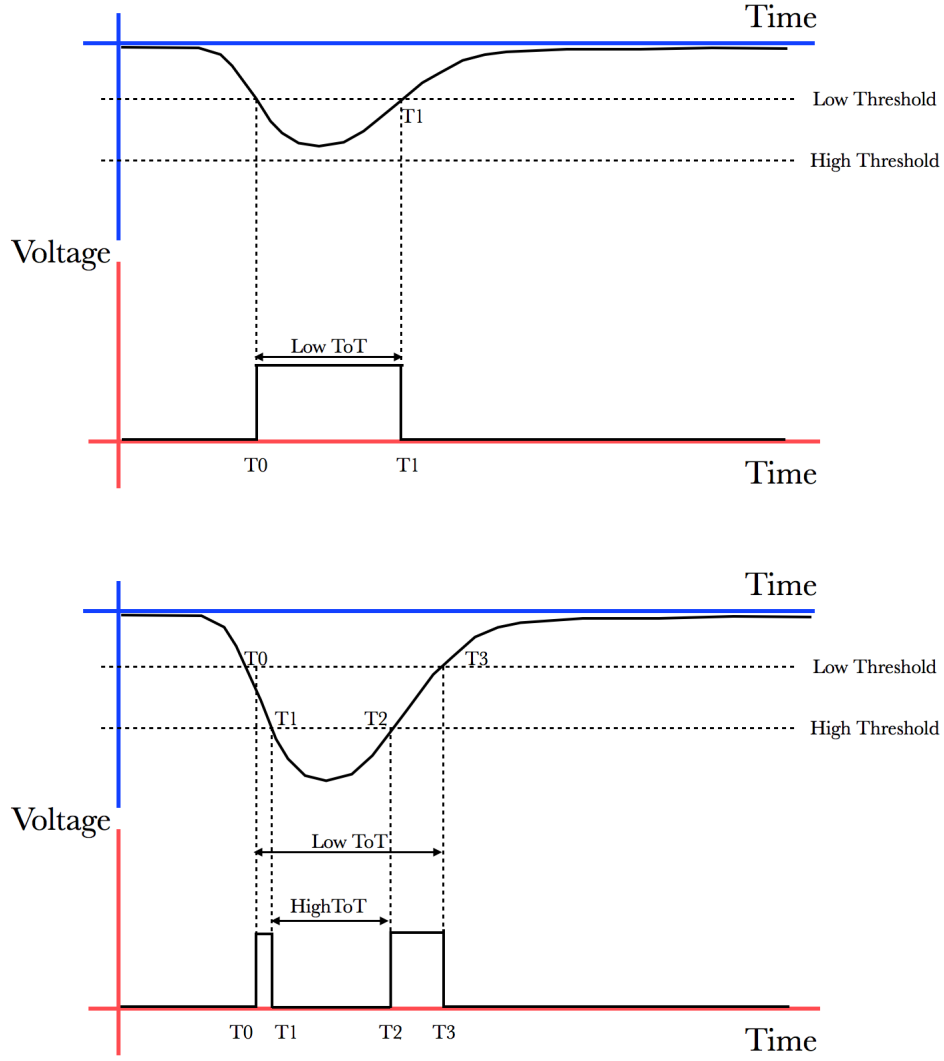 Time
Low Threshold
T1
High Threshold
Voltage
Low ToT
T0
T1
Time
Time
T0
T3
Low Threshold
T1
T2
High Threshold
Voltage
Low ToT
HighToT
T0
T1
T2
T3
Time